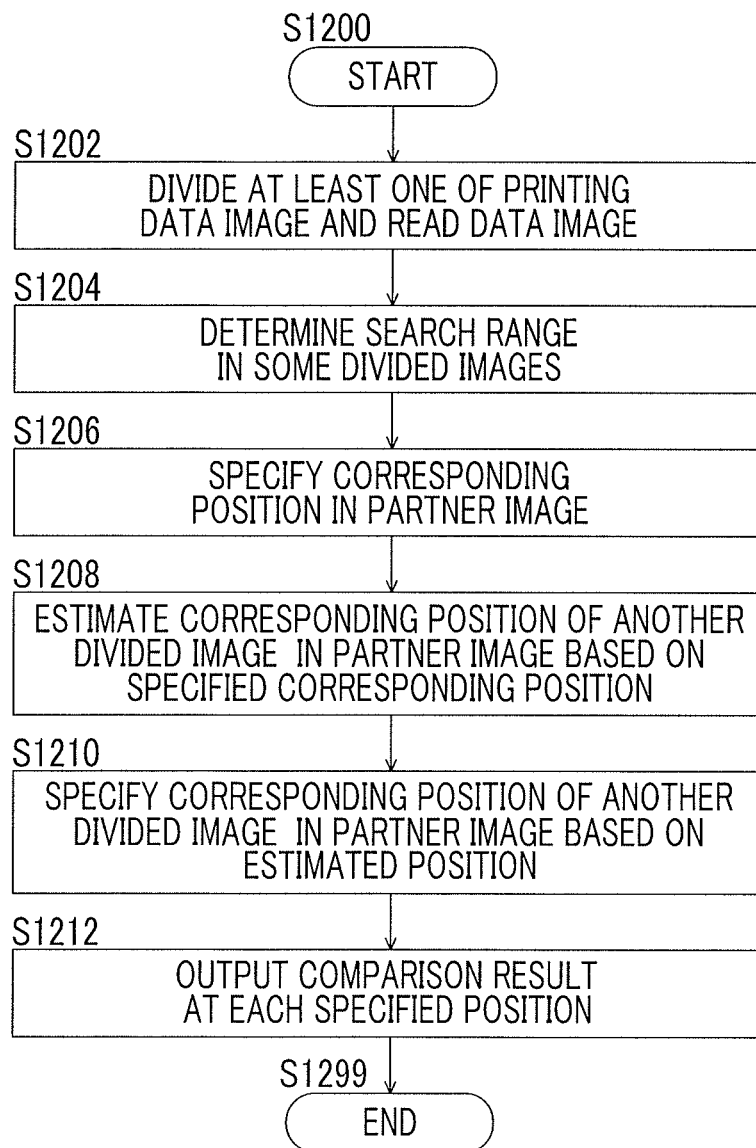 S1200
START
S1202
DIVIDE AT LEAST ONE OF PRINTING
DATA IMAGE AND READ DATA IMAGE
S1204
DETERMINE SEARCH RANGE
IN SOME DIVIDED IMAGES
S1206
SPECIFY CORRESPONDING
POSITION IN PARTNER IMAGE
S1208
ESTIMATE CORRESPONDING POSITION OF ANOTHER
DIVIDED IMAGE IN PARTNER IMAGE BASED ON
SPECIFIED CORRESPONDING POSITION
S1210
SPECIFY CORRESPONDING POSITION OF ANOTHER
DIVIDED IMAGE IN PARTNER IMAGE BASED ON
ESTIMATED POSITION
S1212
OUTPUT COMPARISON RESULT
AT EACH SPECIFIED POSITION
S1299
END